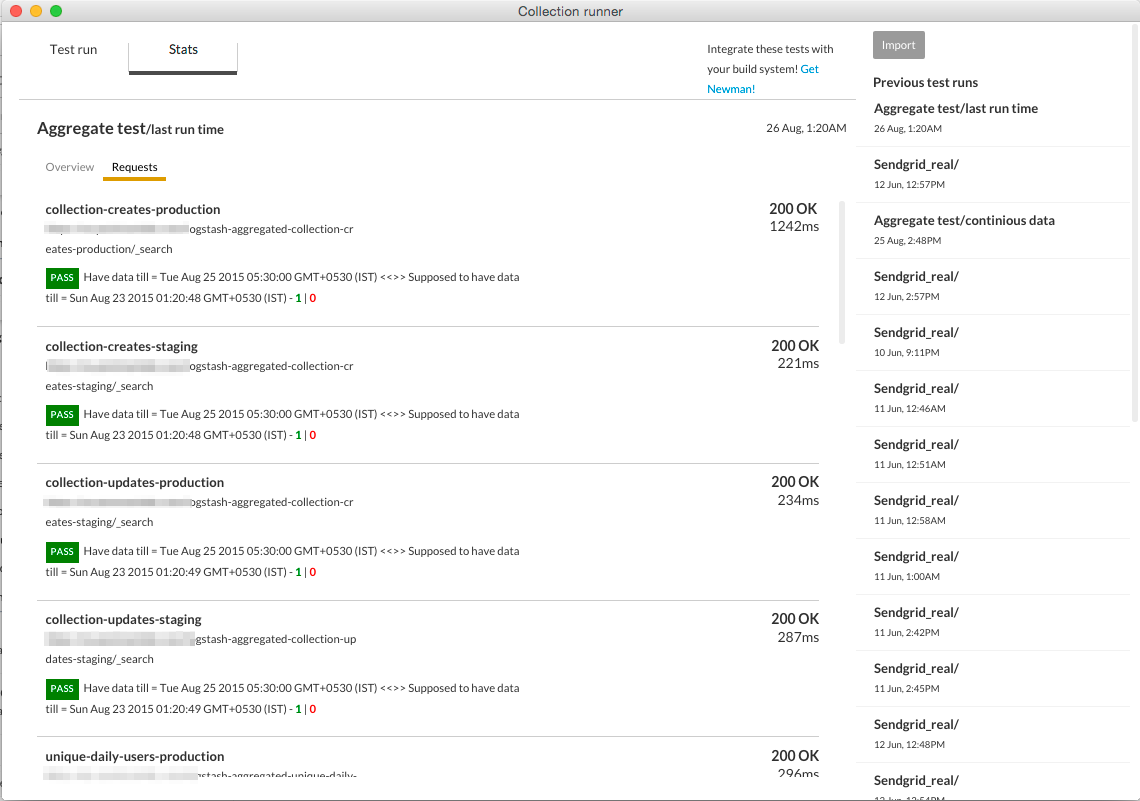 Collection runner
Test run
Stats
Integrate these tests with
your build system! Get
Newman!
Aggregate test/last run time
26 Aug, 1:20AM
Overview
Requests
collection-creates-production
200 OK
ogstash-aggregated-collection-cr
1242ms
eates-production/_search
PASS Have data till = Tue Aug 25 2015 05:30:00 GMT+0530 (IST) <<>> Supposed to have data
till = Sun Aug 23 2015 01:20:48 GMT+0530 (IST) - 1 | 0
collection-creates-staging
200 OK
ogstash-aggregated-collection-cr
221ms
eates-staging/_search
PASS Have data till = Tue Aug 25 2015 05:30:00 GMT+0530 (IST) <<>> Supposed to have data
till = Sun Aug 23 2015 01:20:48 GMT+0530 (IST) - 1 | 0
collection-updates-production
200 OK
ogstash-aggregated-collection-cr
234ms
eates-staging/_search
PASS Have data till = Tue Aug 25 2015 05:30:00 GMT+0530 (IST) <<>> Supposed to have data
till = Sun Aug 23 2015 01:20:49 GMT+0530 (IST) - 1 | 0
collection-updates-staging
200 OK
gstash-aggregated-collection-up
287ms
dates-staging/_search
PASS Have data till = Tue Aug 25 2015 05:30:00 GMT+0530 (IST) <<>> Supposed to have data
till = Sun Aug 23 2015 01:20:49 GMT+0530 (IST) - 1 | 0
unique-daily-users-production
200 OK
gstash-aggregated-unique-daily-
296ms
Import
Previous test runs
Aggregate test/last run time
26 Aug, 1:20AM
Sendgrid_real/
12 Jun, 12:57PM
Aggregate test/continious data
25 Aug, 2:48PM
Sendgrid_real/
12 Jun, 2:57PM
Sendgrid_real/
10 Jun, 9:11PM
Sendgrid_real/
11 Jun, 12:46AM
Sendgrid_real/
11 Jun, 12:51AM
Sendgrid_real/
11 Jun, 12:58AM
Sendgrid_real/
11 Jun, 1:00AM
Sendgrid_real/
11 Jun, 2:42PM
Sendgrid_real/
11 Jun, 2:45PM
Sendgrid_real/
12 Jun, 12:48PM
Sendgrid_real/
12 Jun, 12:54PM